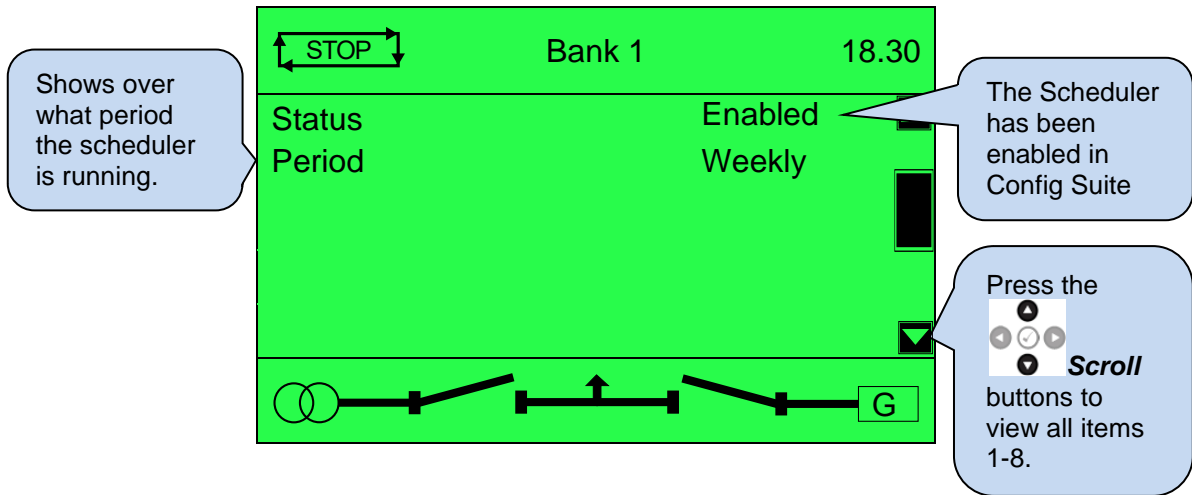 STOP
Bank 1
18.30
Shows over
what period
the scheduler
is running.
Status
Enabled
Period
Weekly
The Scheduler
has been
enabled in
Config Suite
Press the
Scroll
buttons to
view all items
1-8.
G